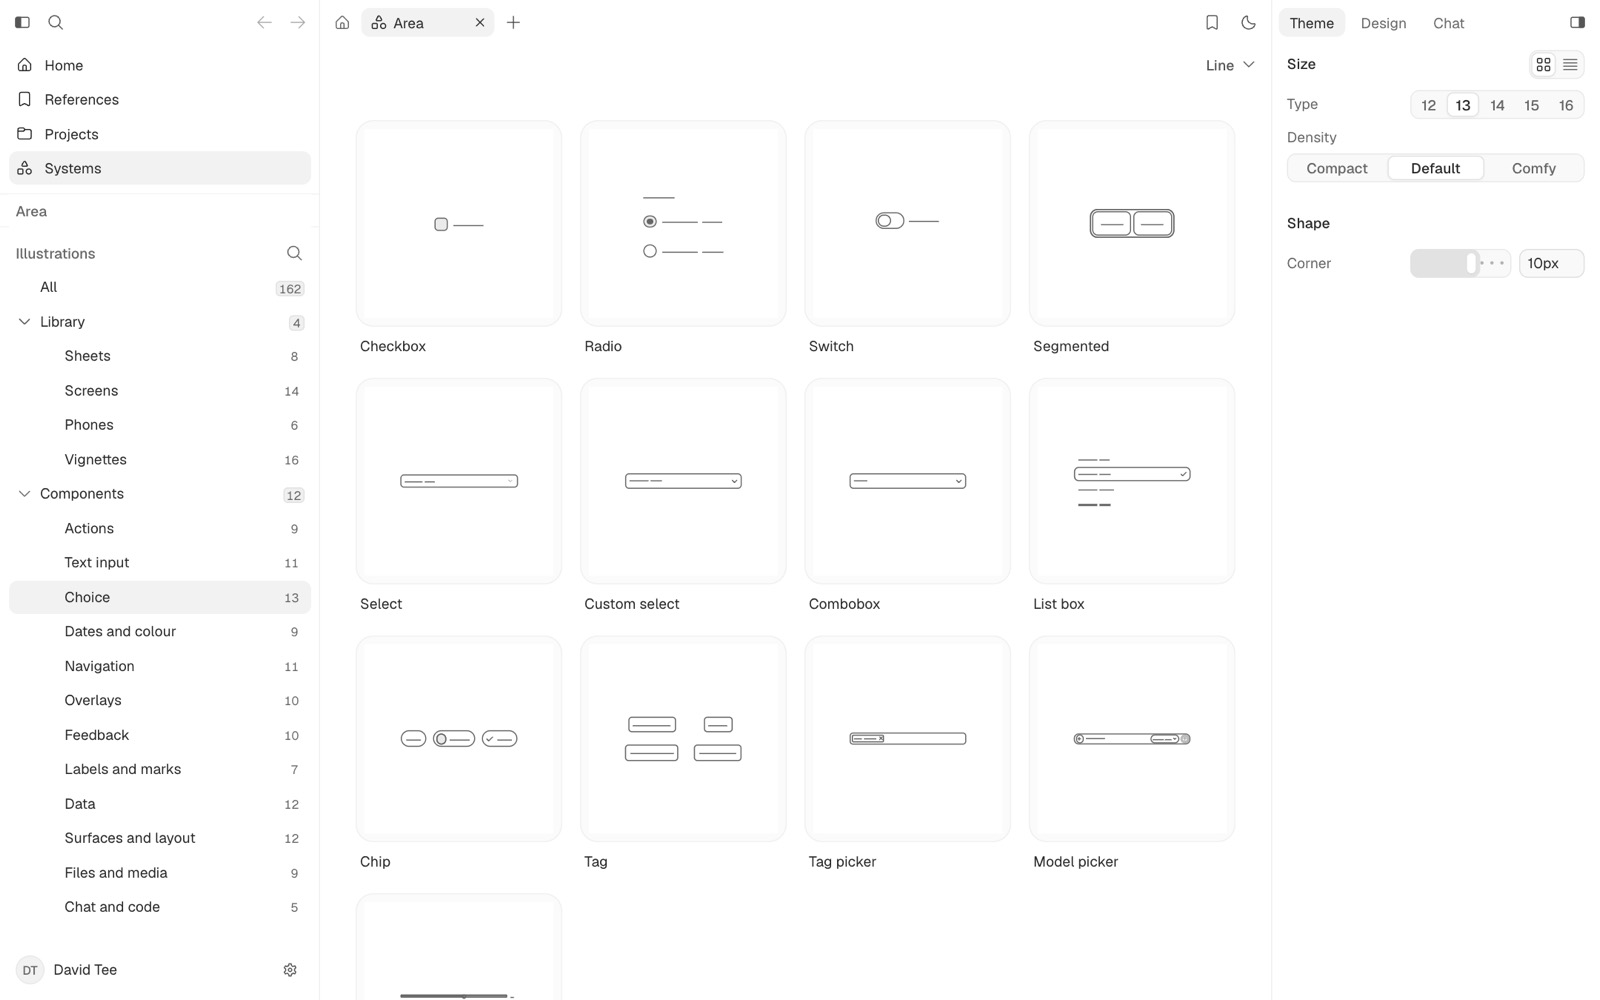 Home
References
Projects
Systems
Area
Illustrations
All 162
Library 4
Sheets 8
Screens 14
Phones 6
Vignettes 16
Components 12
Actions 9
Text input 11
Choice 13
Dates and colour 9
Navigation 11
Overlays 10
Feedback 10
Labels and marks 7
Data 12
Surfaces and layout 12
Files and media 9
Chat and code 5
DT David Tee
Area
Line
Checkbox Radio Switch Segmented
Select Custom select Combobox List box
Chip Tag Tag picker Model picker
Theme Design Chat
Size
Type 12 13 14 15 16
Density
Compact Default Comfy
Shape
Corner 10px